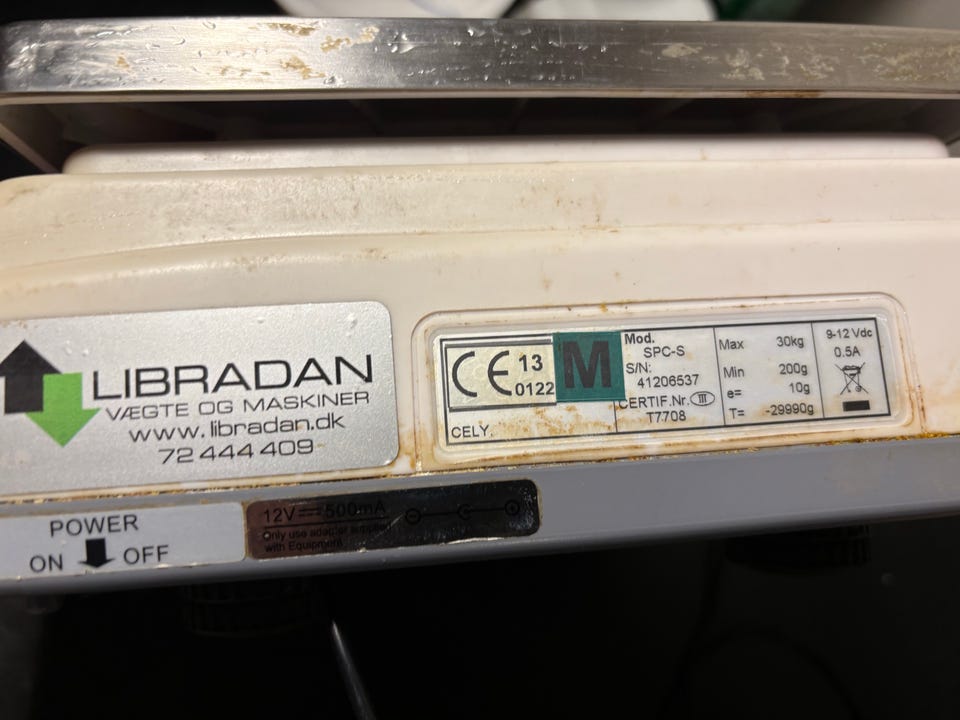 LIBRADAN
VÆGTE OG MASKINER
www.libradan.dk
72 444 409
CE 13
0122
M
CELY.
Mod.
SPC-S
S/N:
41206537
CERTIF.Nr. III
T7708
Max 30kg
Min 200g
e= 10g
T= -29990g
9-12 Vdc
0.5A
POWER
ON OFF
12V 500mA
Only use adapter supplied
with Equipment